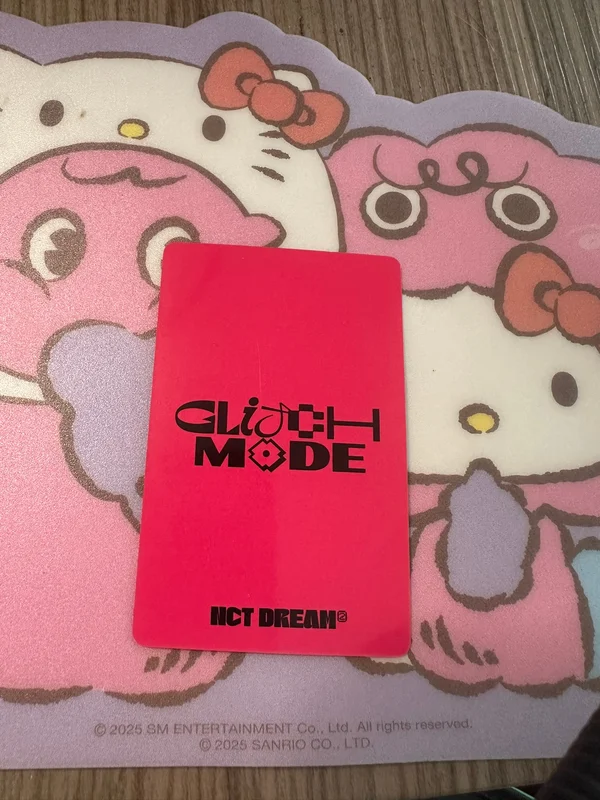 GLiTCH
MODE
NCT DREAM
© 2025 SM ENTERTAINMENT Co., Ltd. All rights reserved.
© 2025 SANRIO CO., LTD.